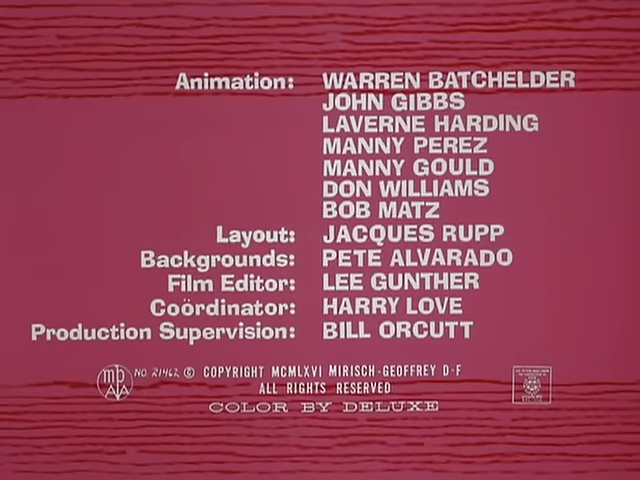 Animation: WARREN BATCHELDER
JOHN GIBBS
LAVERNE HARDING
MANNY PEREZ
MANNY GOULD
DON WILLIAMS
BOB MATZ
Layout: JACQUES RUPP
Backgrounds: PETE ALVARADO
Film Editor: LEE GUNTHER
Coördinator: HARRY LOVE
Production Supervision: BILL ORCUTT
NO. 21462 © COPYRIGHT MCMLXVI MIRISCH-GEOFFREY D-F
ALL RIGHTS RESERVED
COLOR BY DELUXE